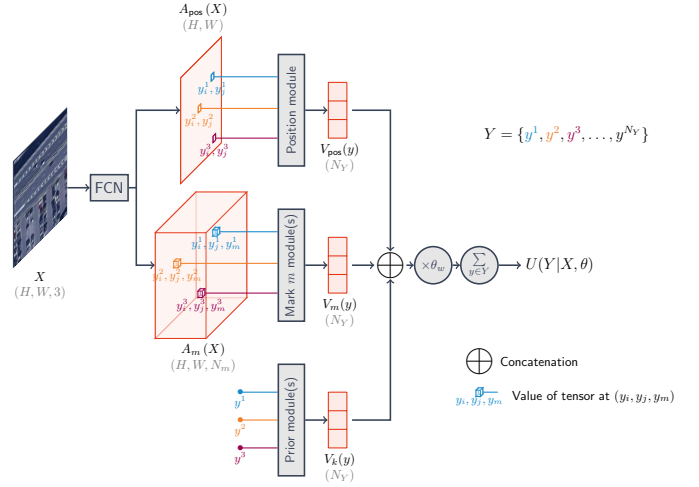 A_pos(X)
(H, W)
y_i^1, y_j^1
y_i^2, y_j^2
y_i^3, y_j^3
Position module
V_pos(y)
(N_Y)
Y = {y^1, y^2, y^3, ..., y^{N_Y}}
FCN
X
(H, W, 3)
y_i^1, y_j^1, y_m^1
y_i^2, y_j^2, y_m^2
y_i^3, y_j^3, y_m^3
A_m(X)
(H, W, N_m)
Mark m module(s)
V_m(y)
(N_Y)
×θ_w
∑
y∈Y
U(Y|X, θ)
y^1
y^2
y^3
Prior module(s)
V_k(y)
(N_Y)
Concatenation
y_i, y_j, y_m
Value of tensor at (y_i, y_j, y_m)